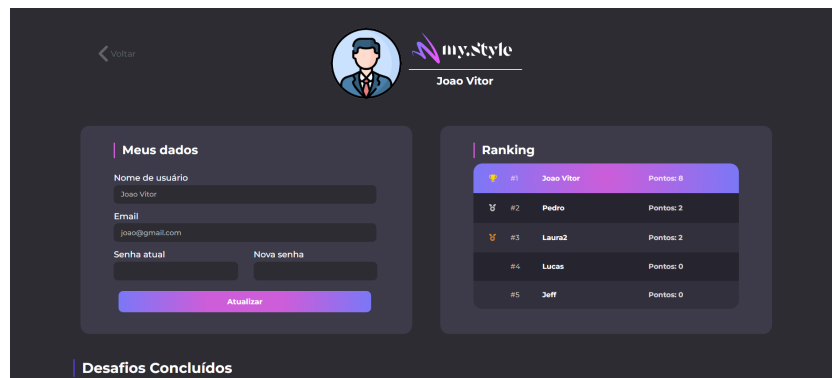 Voltar
my.Style
Joao Vitor
Meus dados
Nome de usuário
Joao Vitor
Email
joao@gmail.com
Senha atual Nova senha
Atualizar
Ranking
#1 Joao Vitor Pontos: 8
#2 Pedro Pontos: 2
#3 Laura2 Pontos: 2
#4 Lucas Pontos: 0
#5 Jeff Pontos: 0
Desafios Concluídos